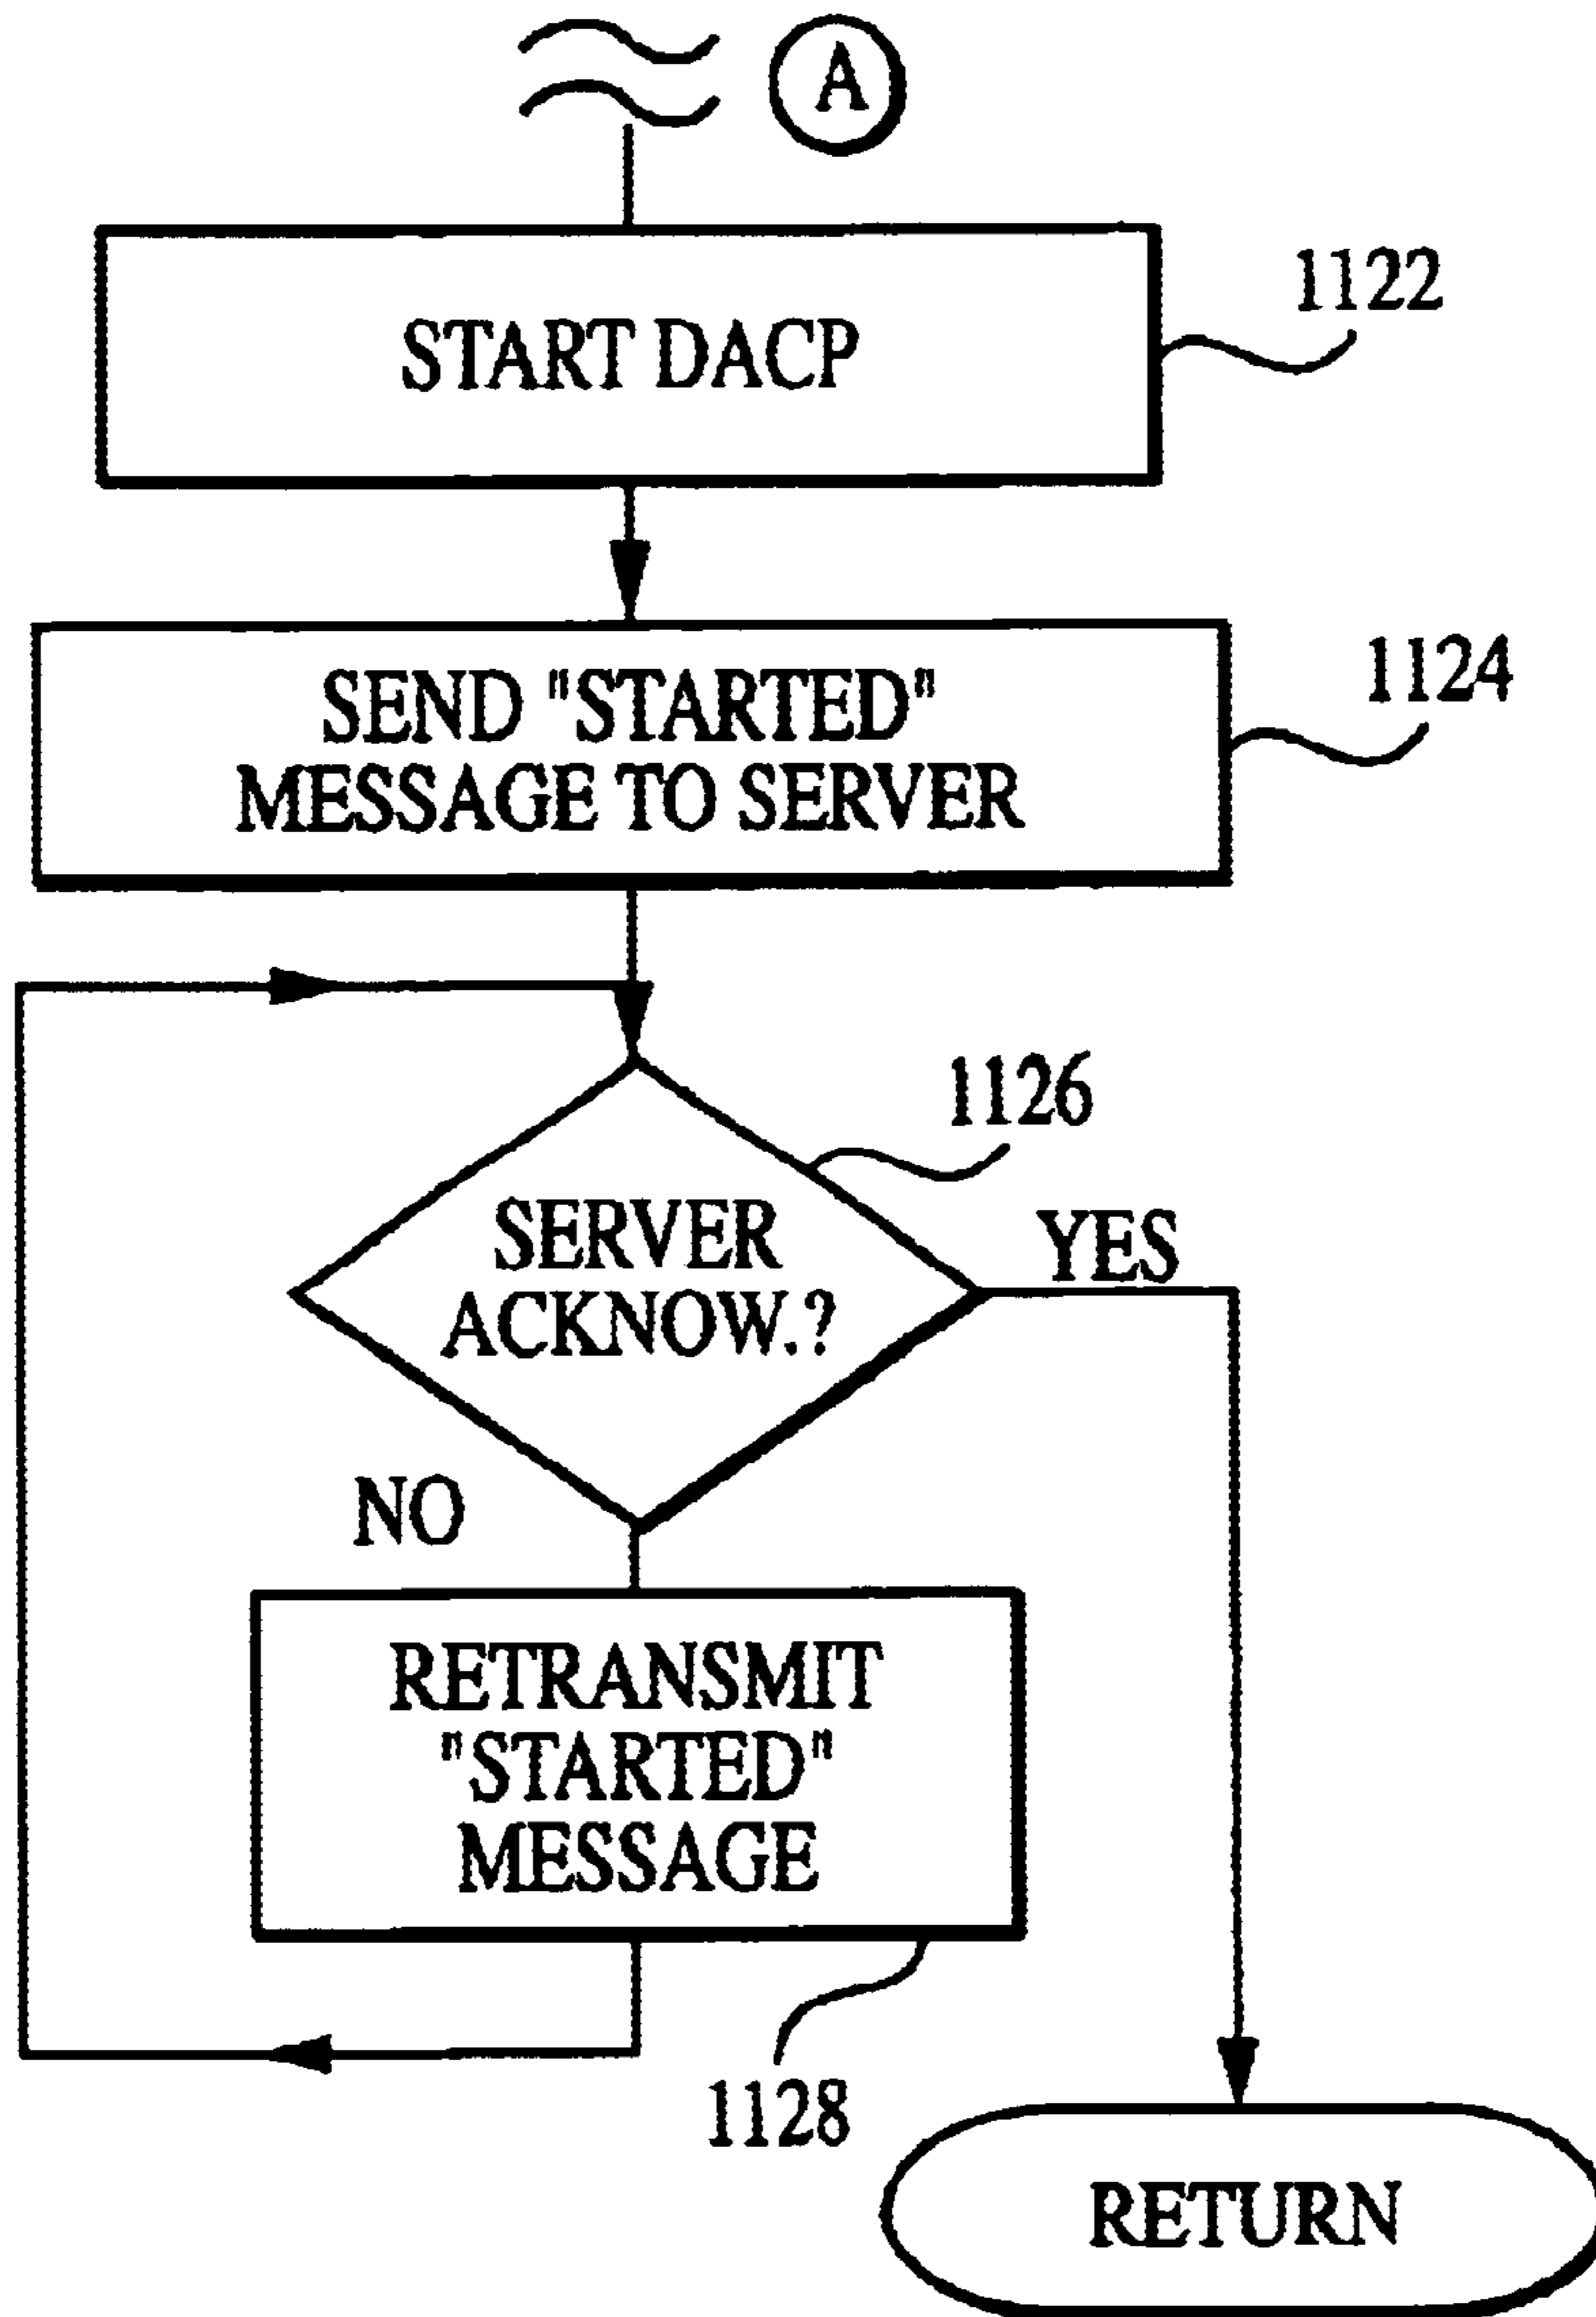 A
START DACP
1122
SEND "STARTED"
MESSAGE TO SERVER
1124
1126
SERVER
ACKNOW.?
YES
NO
RETRANSMIT
"STARTED"
MESSAGE
1128
RETURN